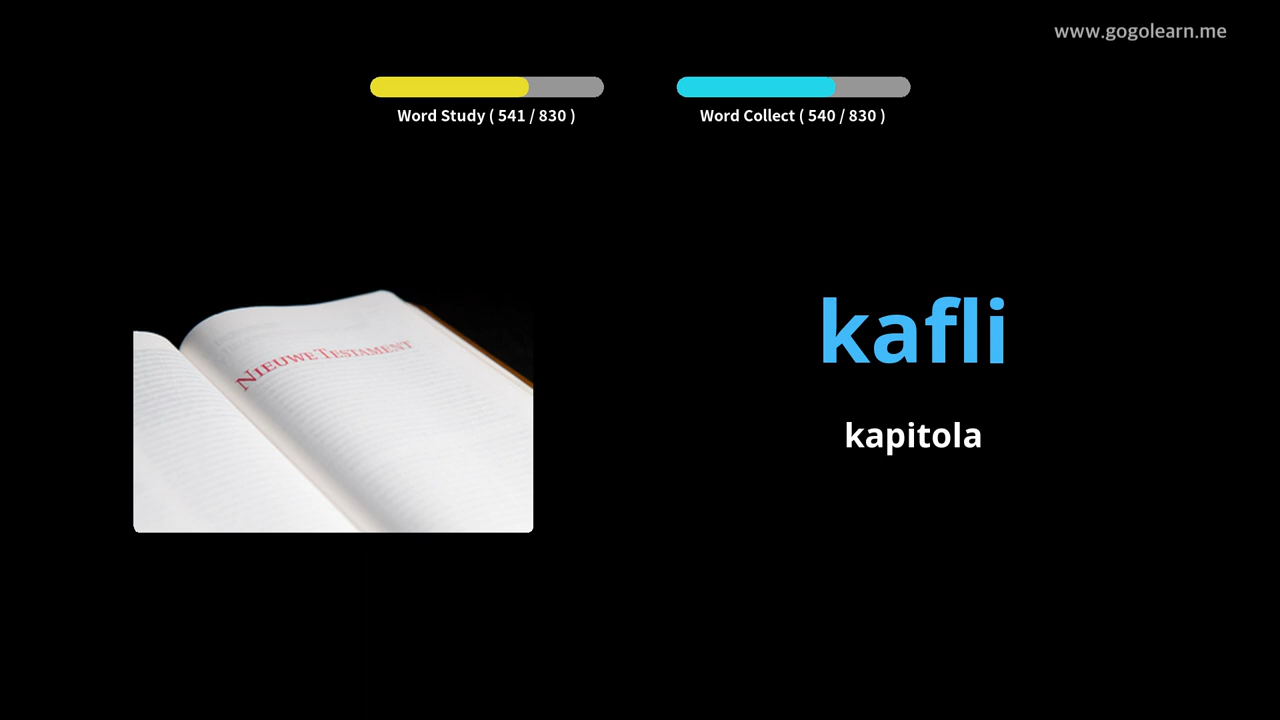 www.gogolearn.me
Word Study ( 541 / 830 )
Word Collect ( 540 / 830 )
NIEUWE TESTAMENT
kafli
kapitola